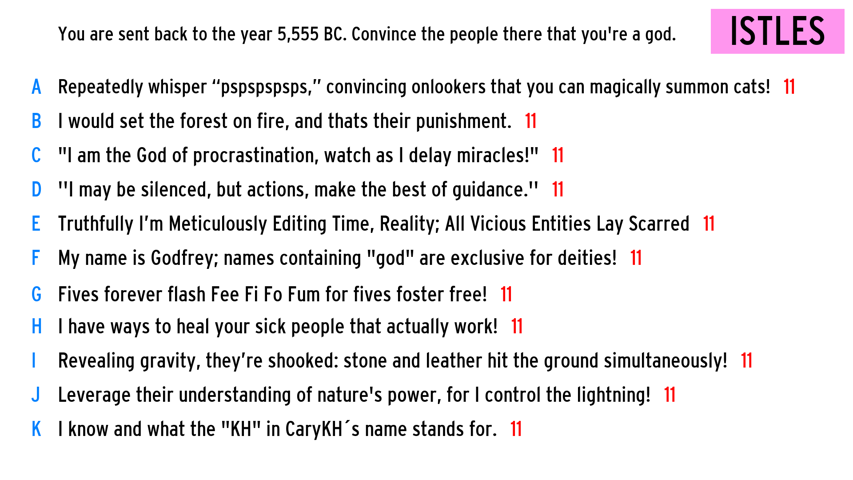 You are sent back to the year 5,555 BC. Convince the people there that you're a god.
ISTLES
A Repeatedly whisper “pspspspsps,” convincing onlookers that you can magically summon cats! 11
B I would set the forest on fire, and thats their punishment. 11
C "I am the God of procrastination, watch as I delay miracles!" 11
D ''I may be silenced, but actions, make the best of guidance.'' 11
E Truthfully I’m Meticulously Editing Time, Reality; All Vicious Entities Lay Scarred 11
F My name is Godfrey; names containing "god" are exclusive for deities! 11
G Fives forever flash Fee Fi Fo Fum for fives foster free! 11
H I have ways to heal your sick people that actually work! 11
I Revealing gravity, they’re shooked: stone and leather hit the ground simultaneously! 11
J Leverage their understanding of nature's power, for I control the lightning! 11
K I know and what the "KH" in CaryKH´s name stands for. 11